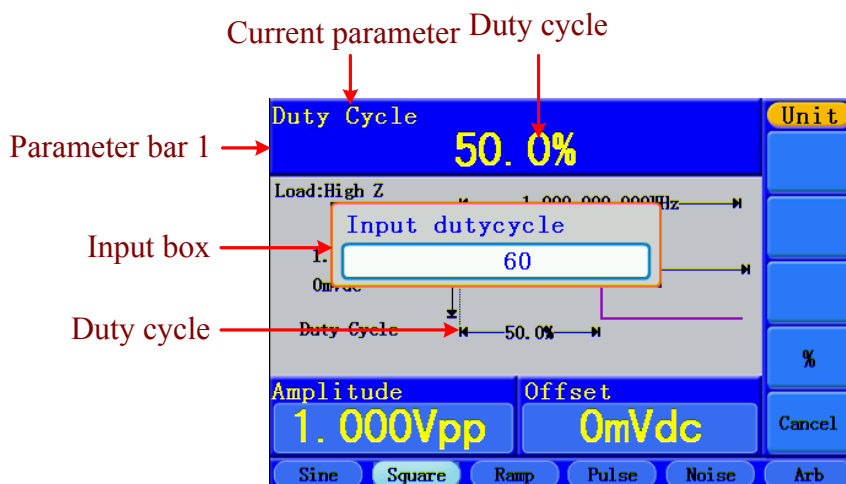 Current parameter Duty cycle
Duty Cycle
50. 0%
Unit
Parameter bar 1
Load:High Z
Input dutycycle
Input box
60
Duty cycle
Duty Cycle
50. 0%
%
Amplitude
Offset
1. 000Vpp
0mVdc
Cancel
Sine
Square
Ramp
Pulse
Noise
Arb